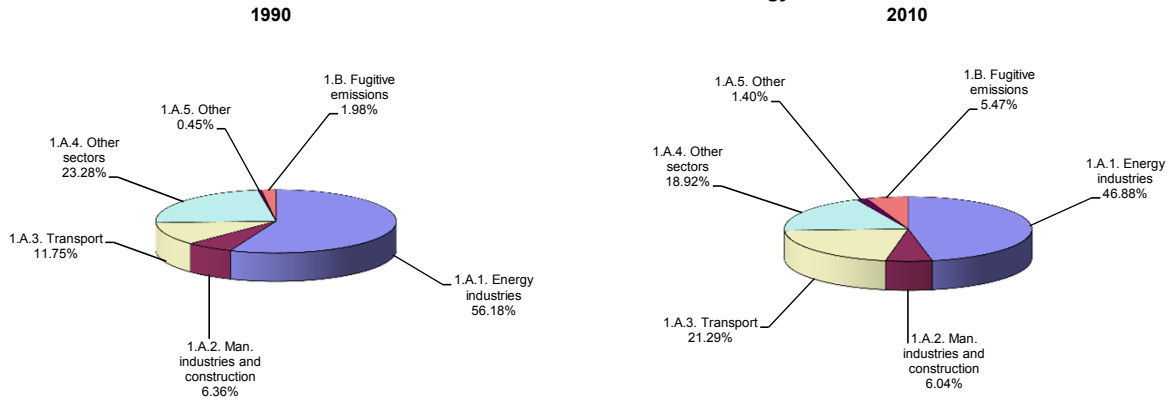 gy
1990
1.B. Fugitive
emissions
1.98%
1.A.5. Other
0.45%
1.A.4. Other
sectors
23.28%
1.A.3. Transport
11.75%
1.A.1. Energy
industries
56.18%
1.A.2. Man.
industries and
construction
6.36%
2010
1.B. Fugitive
emissions
5.47%
1.A.5. Other
1.40%
1.A.4. Other
sectors
18.92%
1.A.1. Energy
industries
46.88%
1.A.3. Transport
21.29%
1.A.2. Man.
industries and
construction
6.04%